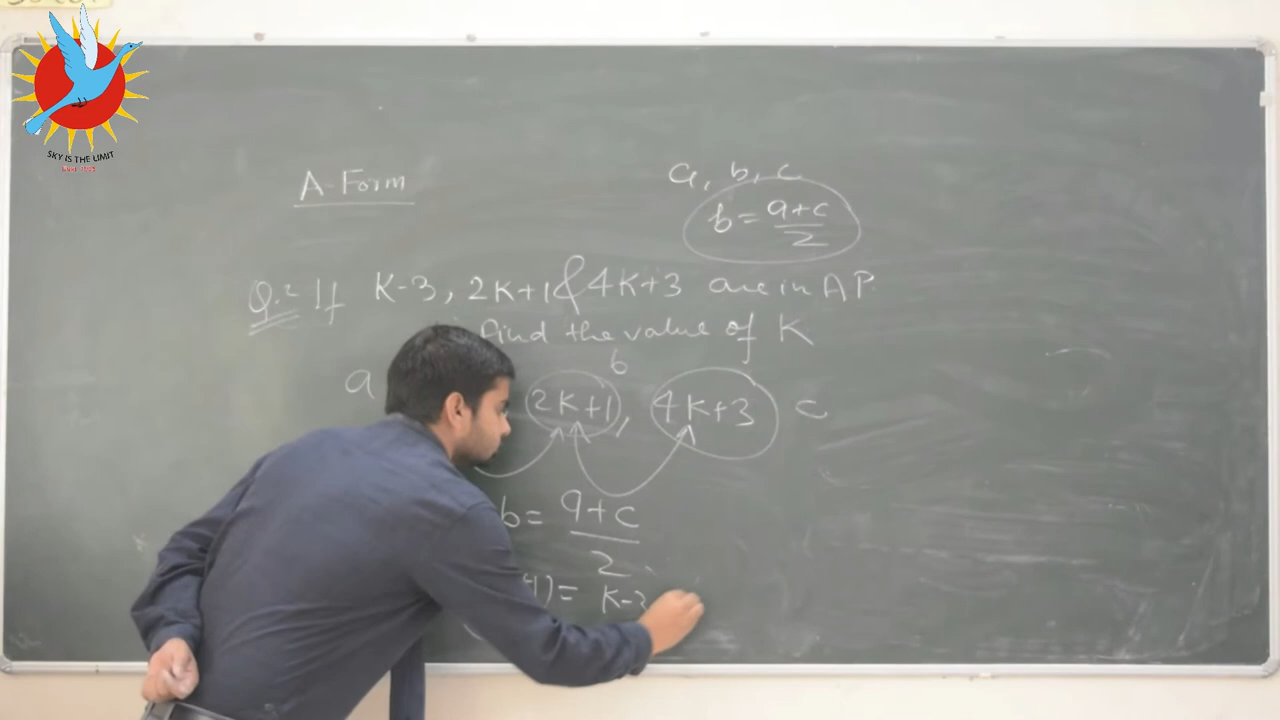 SKY IS THE LIMIT
A-Form
a, b, c
b = a+c
2
Q.2 If K-3, 2K+1 & 4K+3 are in AP.
Find the value of K
a b
2K+1, 4K+3 c
b = a+c
2
) = K-3